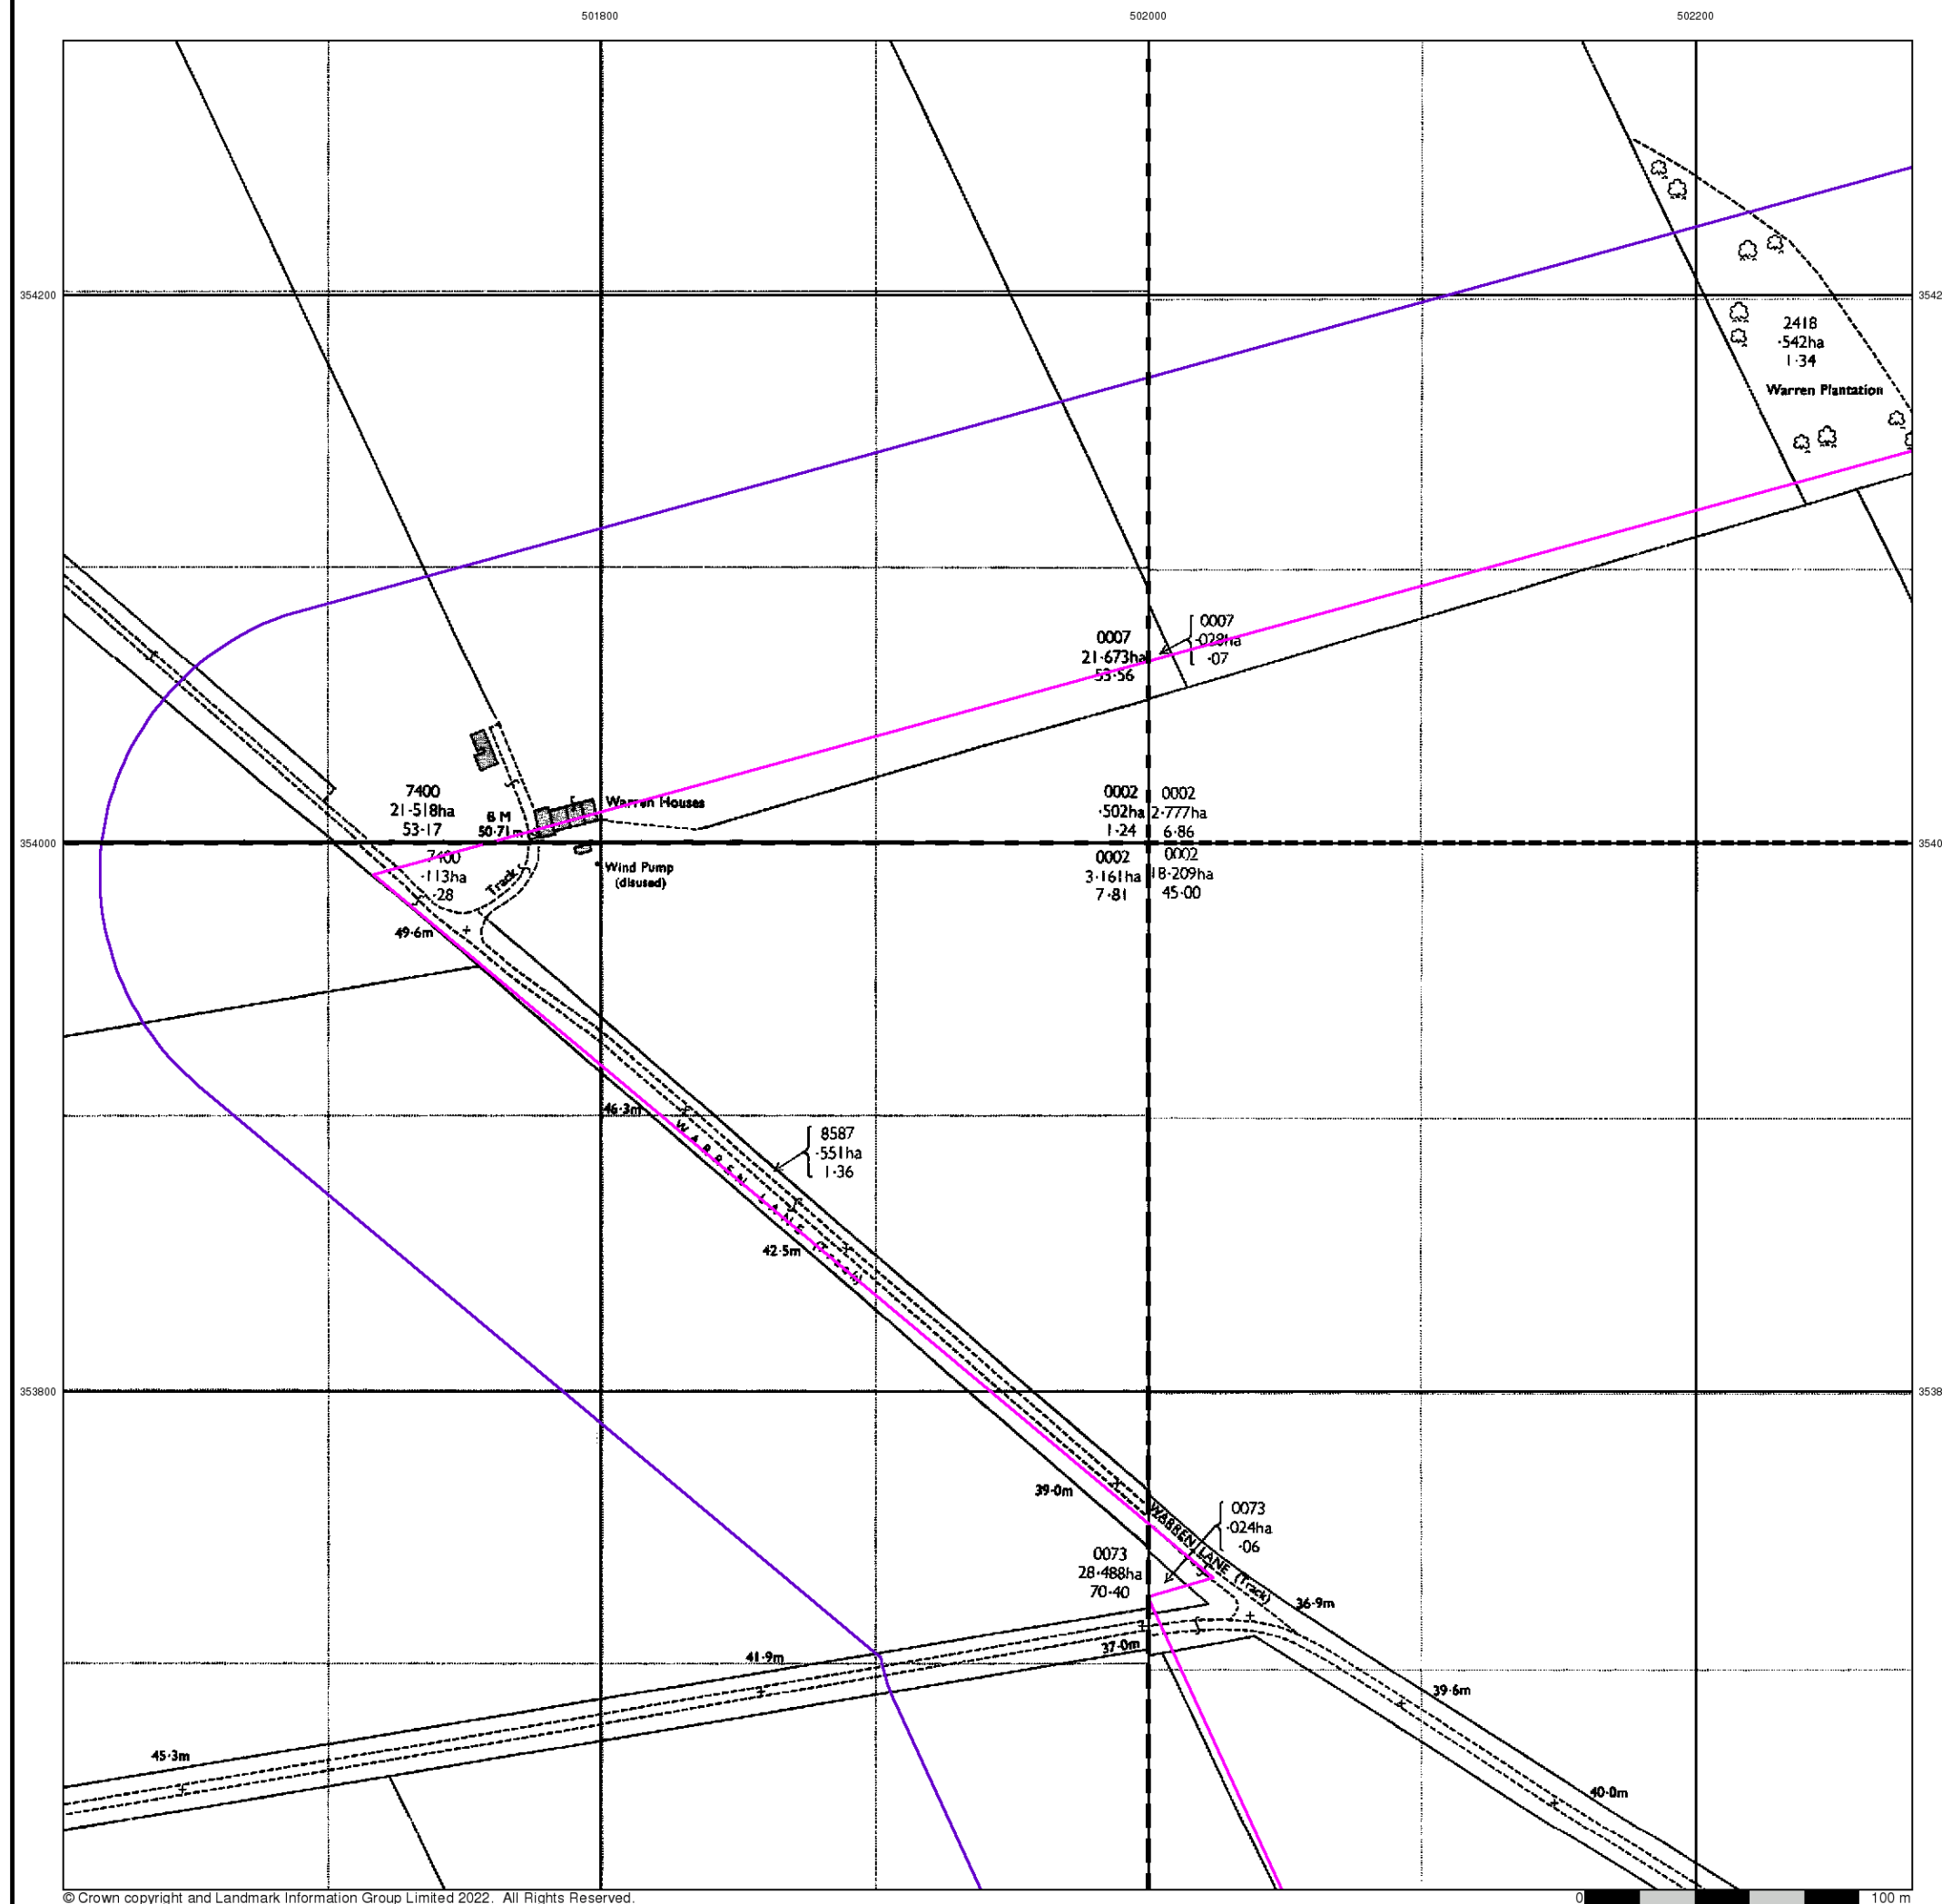 501800
502000
502200
354200
3542
2418
·542ha
1·34
Warren Plantation
0007
·028ha
·07
0007
21·673ha
53·56
7400
21·518ha
53·17
B M
50·71m
Warren Houses
0002
·502ha
1·24
0002
2·777ha
6·86
354000
3540
7400
·113ha
·28
Track
Wind Pump
(disused)
0002
3·161ha
7·81
0002
18·209ha
45·00
49·6m
46·3m
WARREN LANE (Track)
8587
·551ha
1·36
42·5m
353800
3538
39·0m
WARREN LANE (Track)
0073
·024ha
·06
0073
28·488ha
70·40
36·9m
37·0m
41·9m
39·6m
45·3m
40·0m
© Crown copyright and Landmark Information Group Limited 2022. All Rights Reserved.
0
100 m